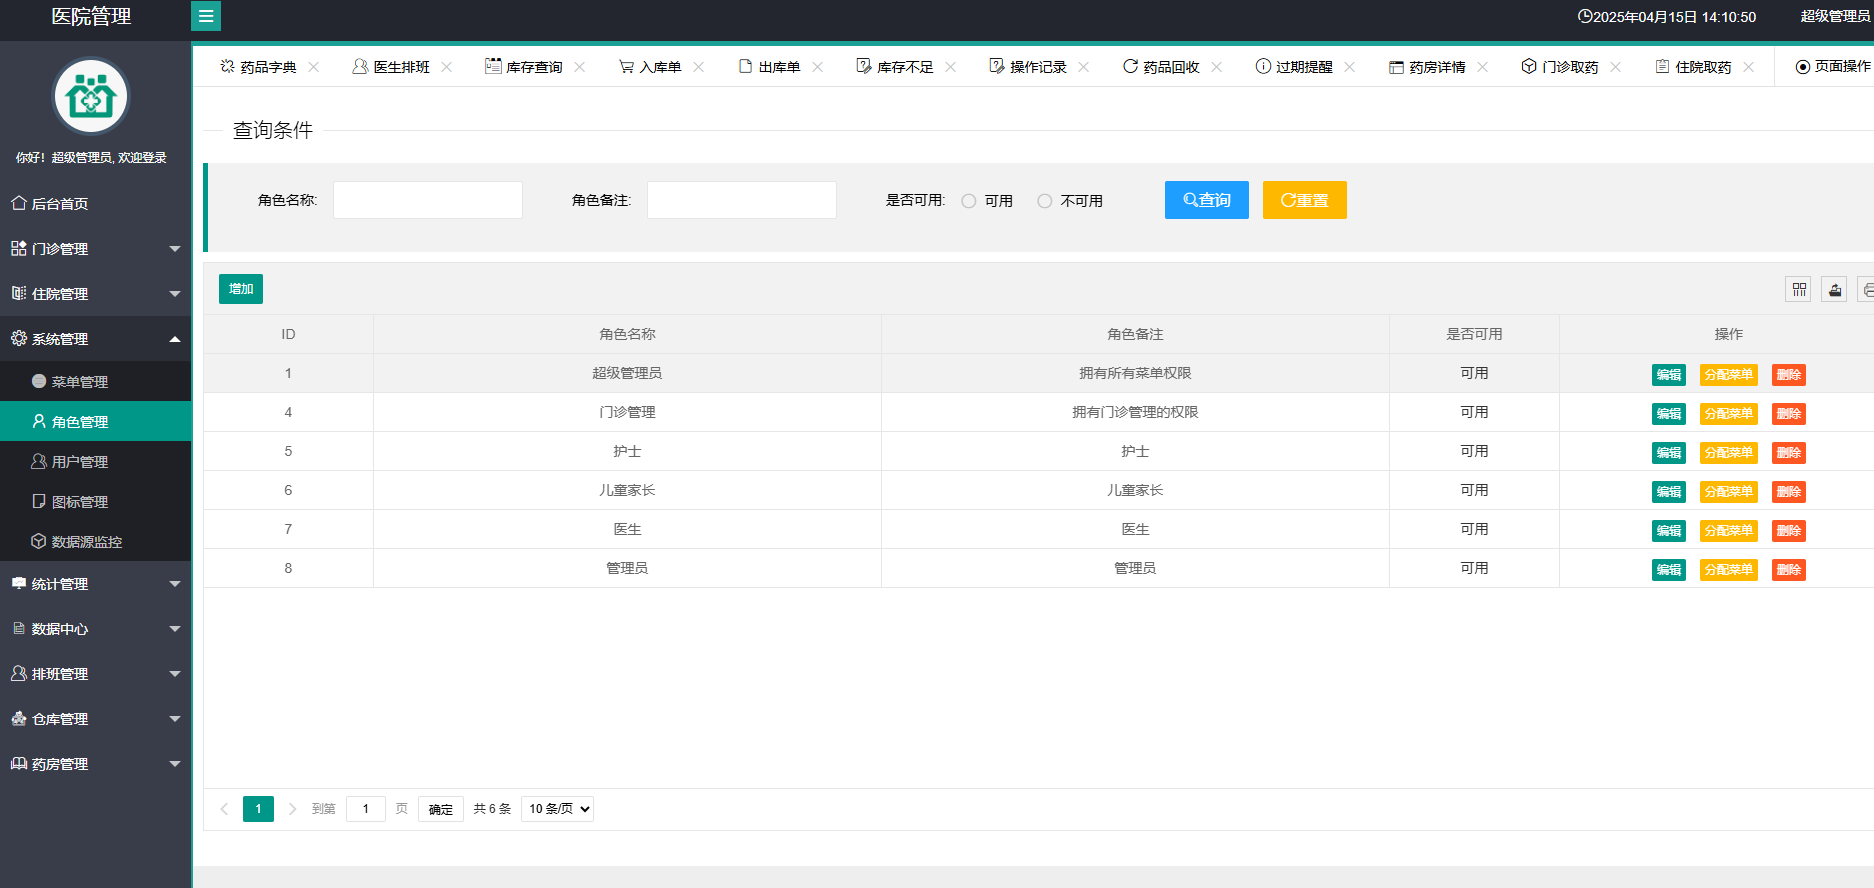 医院管理
2025年04月15日 14:10:50 超级管理员
你好！超级管理员, 欢迎登录
后台首页
门诊管理
住院管理
系统管理
菜单管理
角色管理
用户管理
图标管理
数据源监控
统计管理
数据中心
排班管理
仓库管理
药房管理
药品字典 医生排班 库存查询 入库单 出库单 库存不足 操作记录 药品回收 过期提醒 药房详情 门诊取药 住院取药 页面操作
查询条件
角色名称: 角色备注: 是否可用: 可用 不可用 查询 重置
增加
ID 角色名称 角色备注 是否可用 操作
1 超级管理员 拥有所有菜单权限 可用 编辑 分配菜单 删除
4 门诊管理 拥有门诊管理的权限 可用 编辑 分配菜单 删除
5 护士 护士 可用 编辑 分配菜单 删除
6 儿童家长 儿童家长 可用 编辑 分配菜单 删除
7 医生 医生 可用 编辑 分配菜单 删除
8 管理员 管理员 可用 编辑 分配菜单 删除
1 到第 1 页 确定 共 6 条 10 条/页